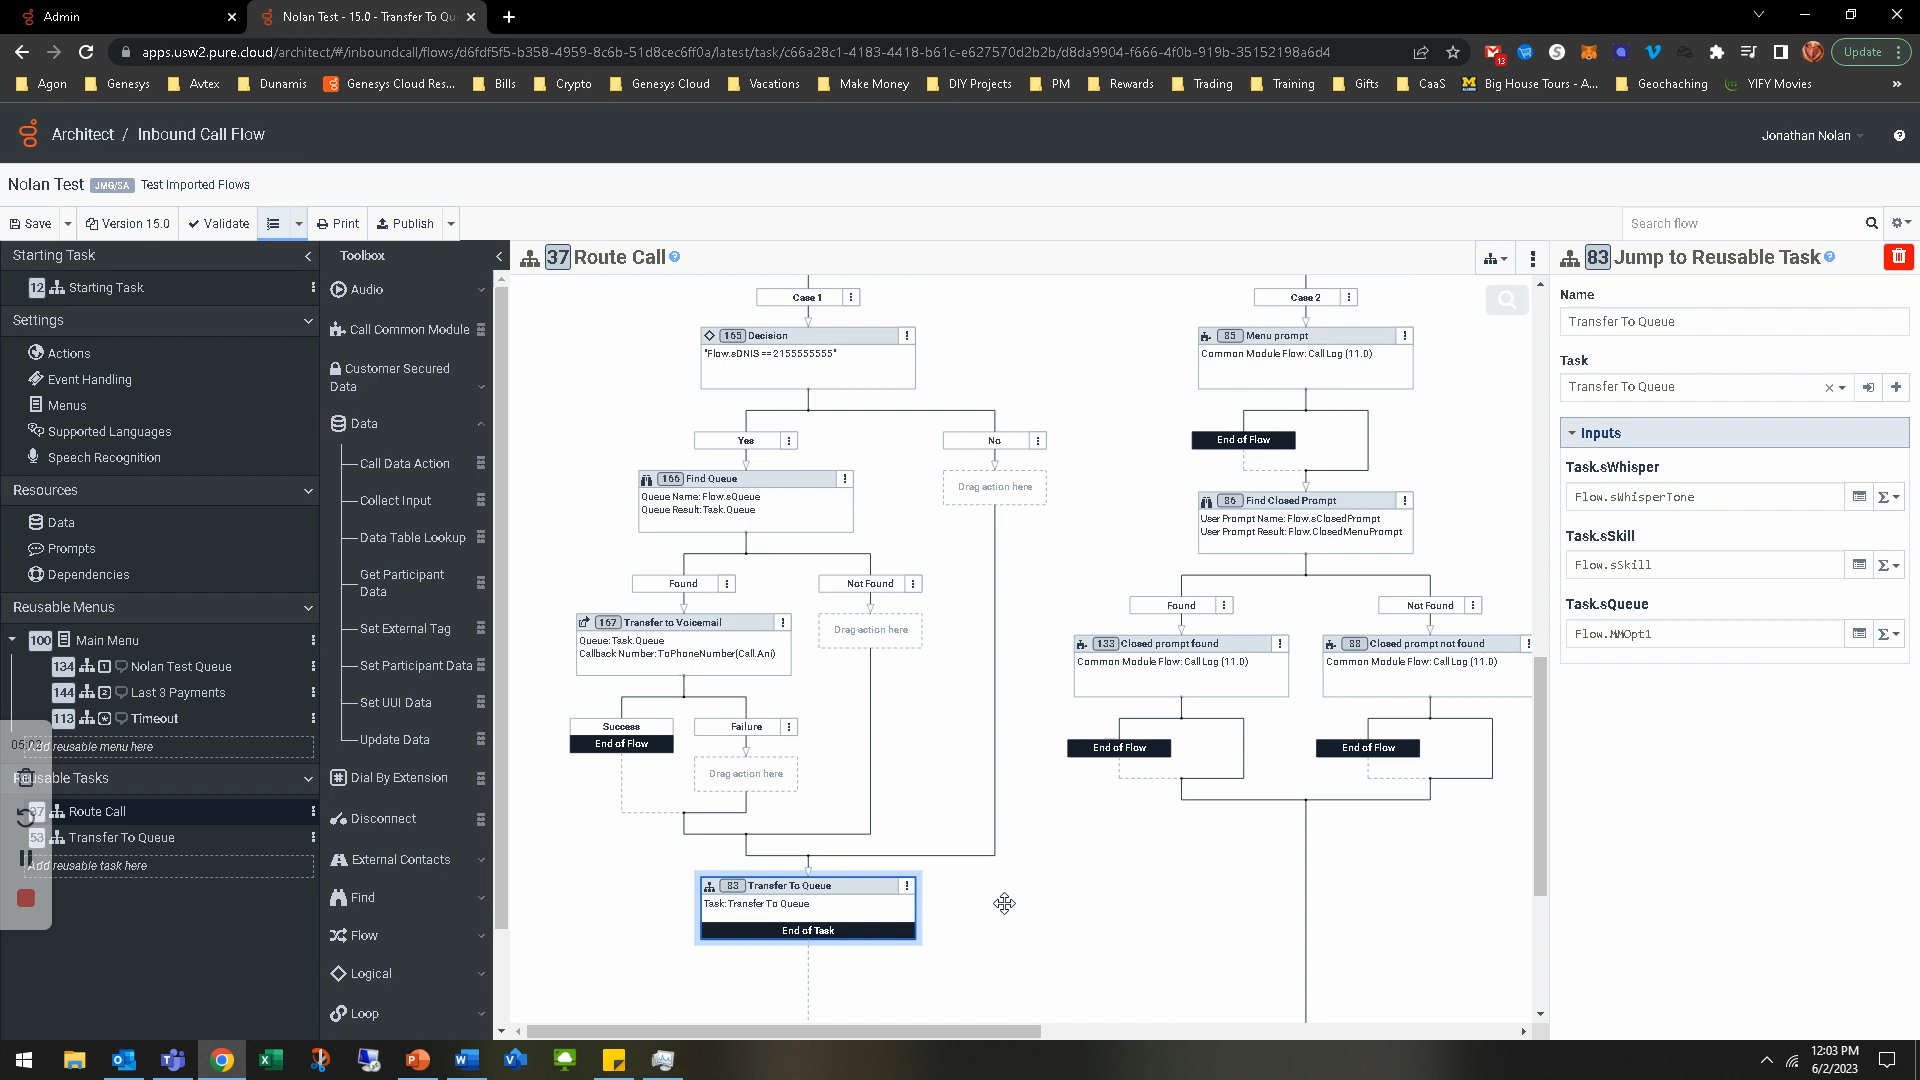 Admin
Nolan Test - 15.0 - Transfer To Qu
apps.usw2.pure.cloud/architect/#/inboundcall/flows/d6fdf5f5-b358-4959-8c6b-51d8cec6ff0a/latest/task/c66a28c1-4183-4418-b61c-e627570d2b2b/d8da9904-f666-4f0b-919b-35152198a6d4
13
Update
Agon
Genesys
Avtex
Dunamis
Genesys Cloud Res...
Bills
Crypto
Genesys Cloud
Vacations
Make Money
DIY Projects
PM
Rewards
Trading
Training
Gifts
CaaS
Big House Tours - A...
Geochaching
YIFY Movies
Architect / Inbound Call Flow
Jonathan Nolan
Nolan Test JMG/SA Test Imported Flows
Save
Version 15.0
Validate
Print
Publish
Search flow
Starting Task
12 Starting Task
Settings
Actions
Event Handling
Menus
Supported Languages
Speech Recognition
Resources
Data
Prompts
Dependencies
Reusable Menus
100 Main Menu
134 1 Nolan Test Queue
144 2 Last 3 Payments
113 Timeout
Add reusable menu here
Reusable Tasks
37 Route Call
53 Transfer To Queue
Add reusable task here
Toolbox
Audio
Call Common Module
Customer Secured
Data
Data
Call Data Action
Collect Input
Data Table Lookup
Get Participant
Data
Set External Tag
Set Participant Data
Set UUI Data
Update Data
Dial By Extension
Disconnect
External Contacts
Find
Flow
Logical
Loop
37 Route Call
Case 1
165 Decision
"Flow.sDNIS == 2155555555"
Yes
No
166 Find Queue
Queue Name: Flow.sQueue
Queue Result: Task.Queue
Drag action here
Found
Not Found
167 Transfer to Voicemail
Queue: Task.Queue
Callback Number: ToPhoneNumber(Call.Ani)
Drag action here
Success
End of Flow
Failure
Drag action here
83 Transfer To Queue
Task: Transfer To Queue
End of Task
Case 2
85 Menu prompt
Common Module Flow: Call Log (11.0)
End of Flow
86 Find Closed Prompt
User Prompt Name: Flow.sClosedPrompt
User Prompt Result: Flow.ClosedMenuPrompt
Found
Not Found
133 Closed prompt found
Common Module Flow: Call Log (11.0)
88 Closed prompt not found
Common Module Flow: Call Log (11.0)
End of Flow
End of Flow
83 Jump to Reusable Task
Name
Transfer To Queue
Task
Transfer To Queue
Inputs
Task.sWhisper
Flow.sWhisperTone
Task.sSkill
Flow.sSkill
Task.sQueue
Flow.MMOpt1
12:03 PM
6/2/2023